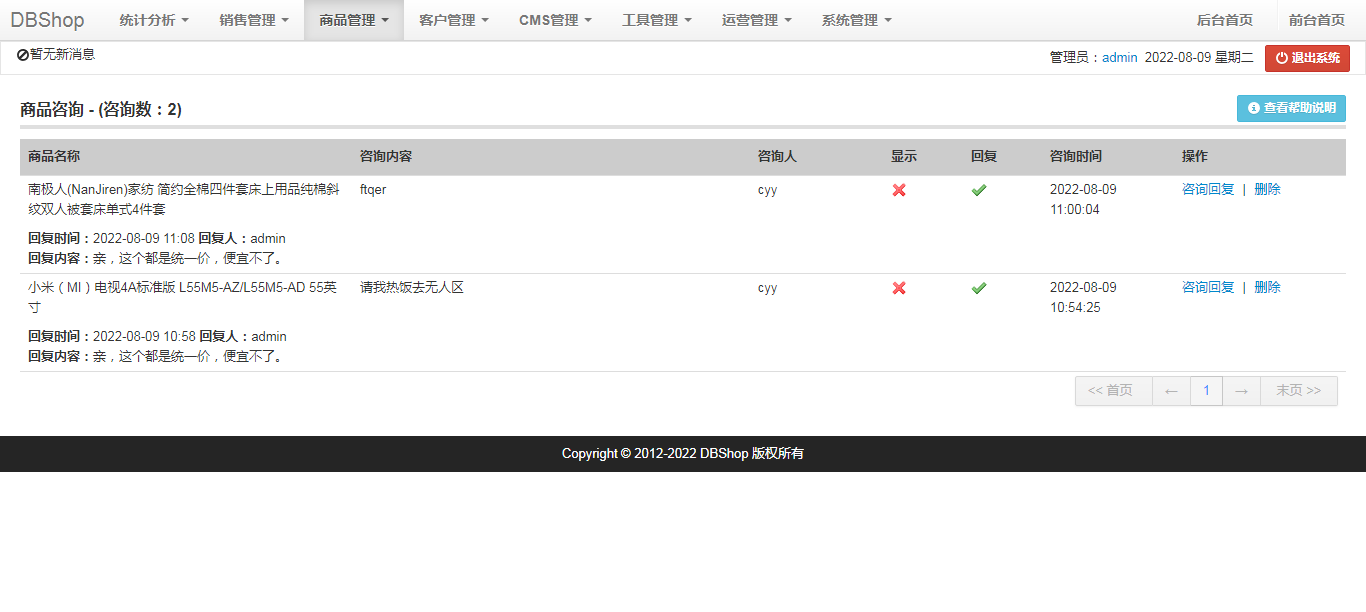 DBShop 统计分析 销售管理 商品管理 客户管理 CMS管理 工具管理 运营管理 系统管理 后台首页 前台首页
暂无新消息 管理员：admin 2022-08-09 星期二 退出系统
商品咨询 - (咨询数：2) 查看帮助说明
商品名称 咨询内容 咨询人 显示 回复 咨询时间 操作
南极人(NanJiren)家纺 简约全棉四件套床上用品纯棉斜 ftqer cyy 2022-08-09 咨询回复 | 删除
纹双人被套床单式4件套 11:00:04
回复时间：2022-08-09 11:08 回复人：admin
回复内容：亲，这个都是统一价，便宜不了。
小米（MI）电视4A标准版 L55M5-AZ/L55M5-AD 55英 请我热饭去无人区 cyy 2022-08-09 咨询回复 | 删除
寸 10:54:25
回复时间：2022-08-09 10:58 回复人：admin
回复内容：亲，这个都是统一价，便宜不了。
<< 首页 ← 1 → 末页 >>
Copyright © 2012-2022 DBShop 版权所有